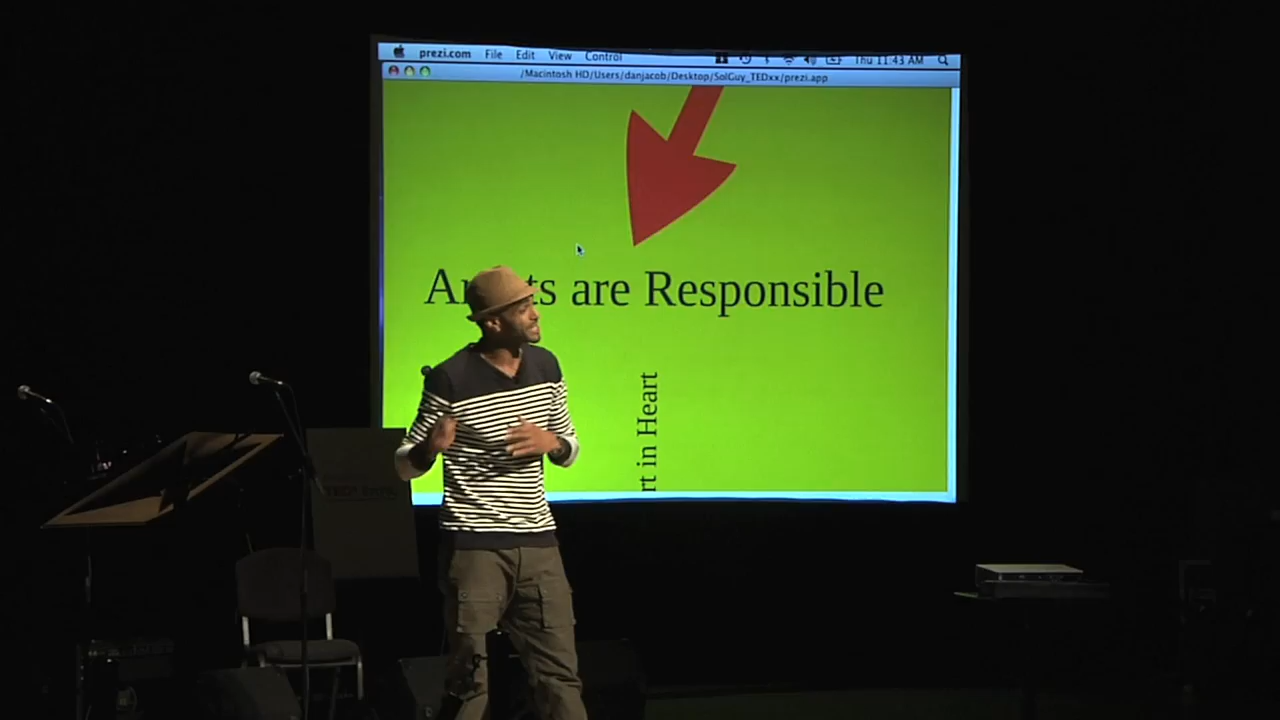 prezi.com File Edit View Control Thu 11:43 AM
/Macintosh HD/Users/danjacob/Desktop/SolGuy_TEDxx/prezi.app
are Responsible
in Heart